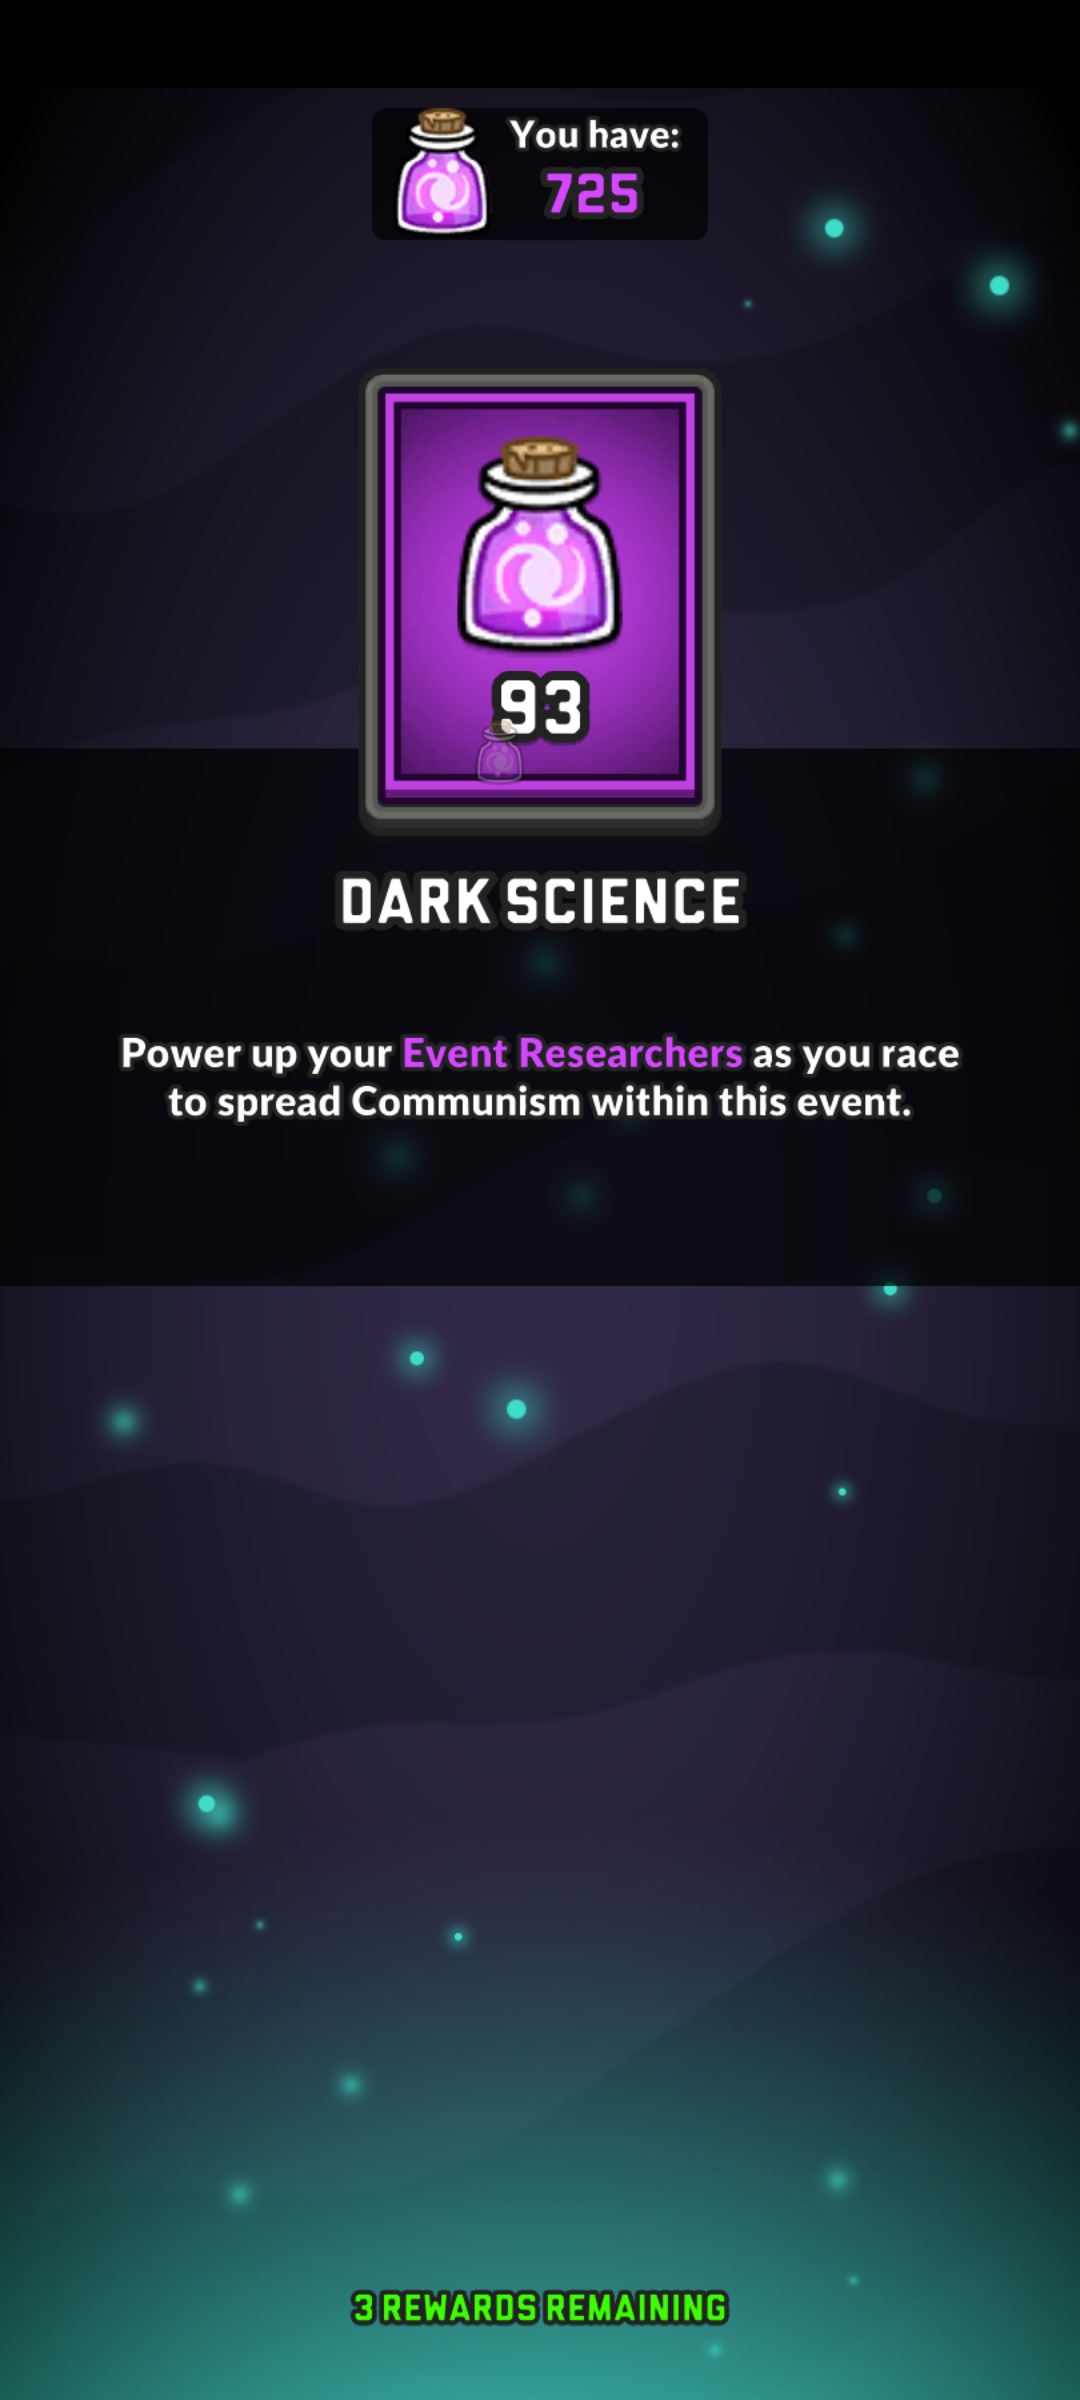 You have:
725
93
DARK SCIENCE
Power up your Event Researchers as you race
to spread Communism within this event.
3 REWARDS REMAINING